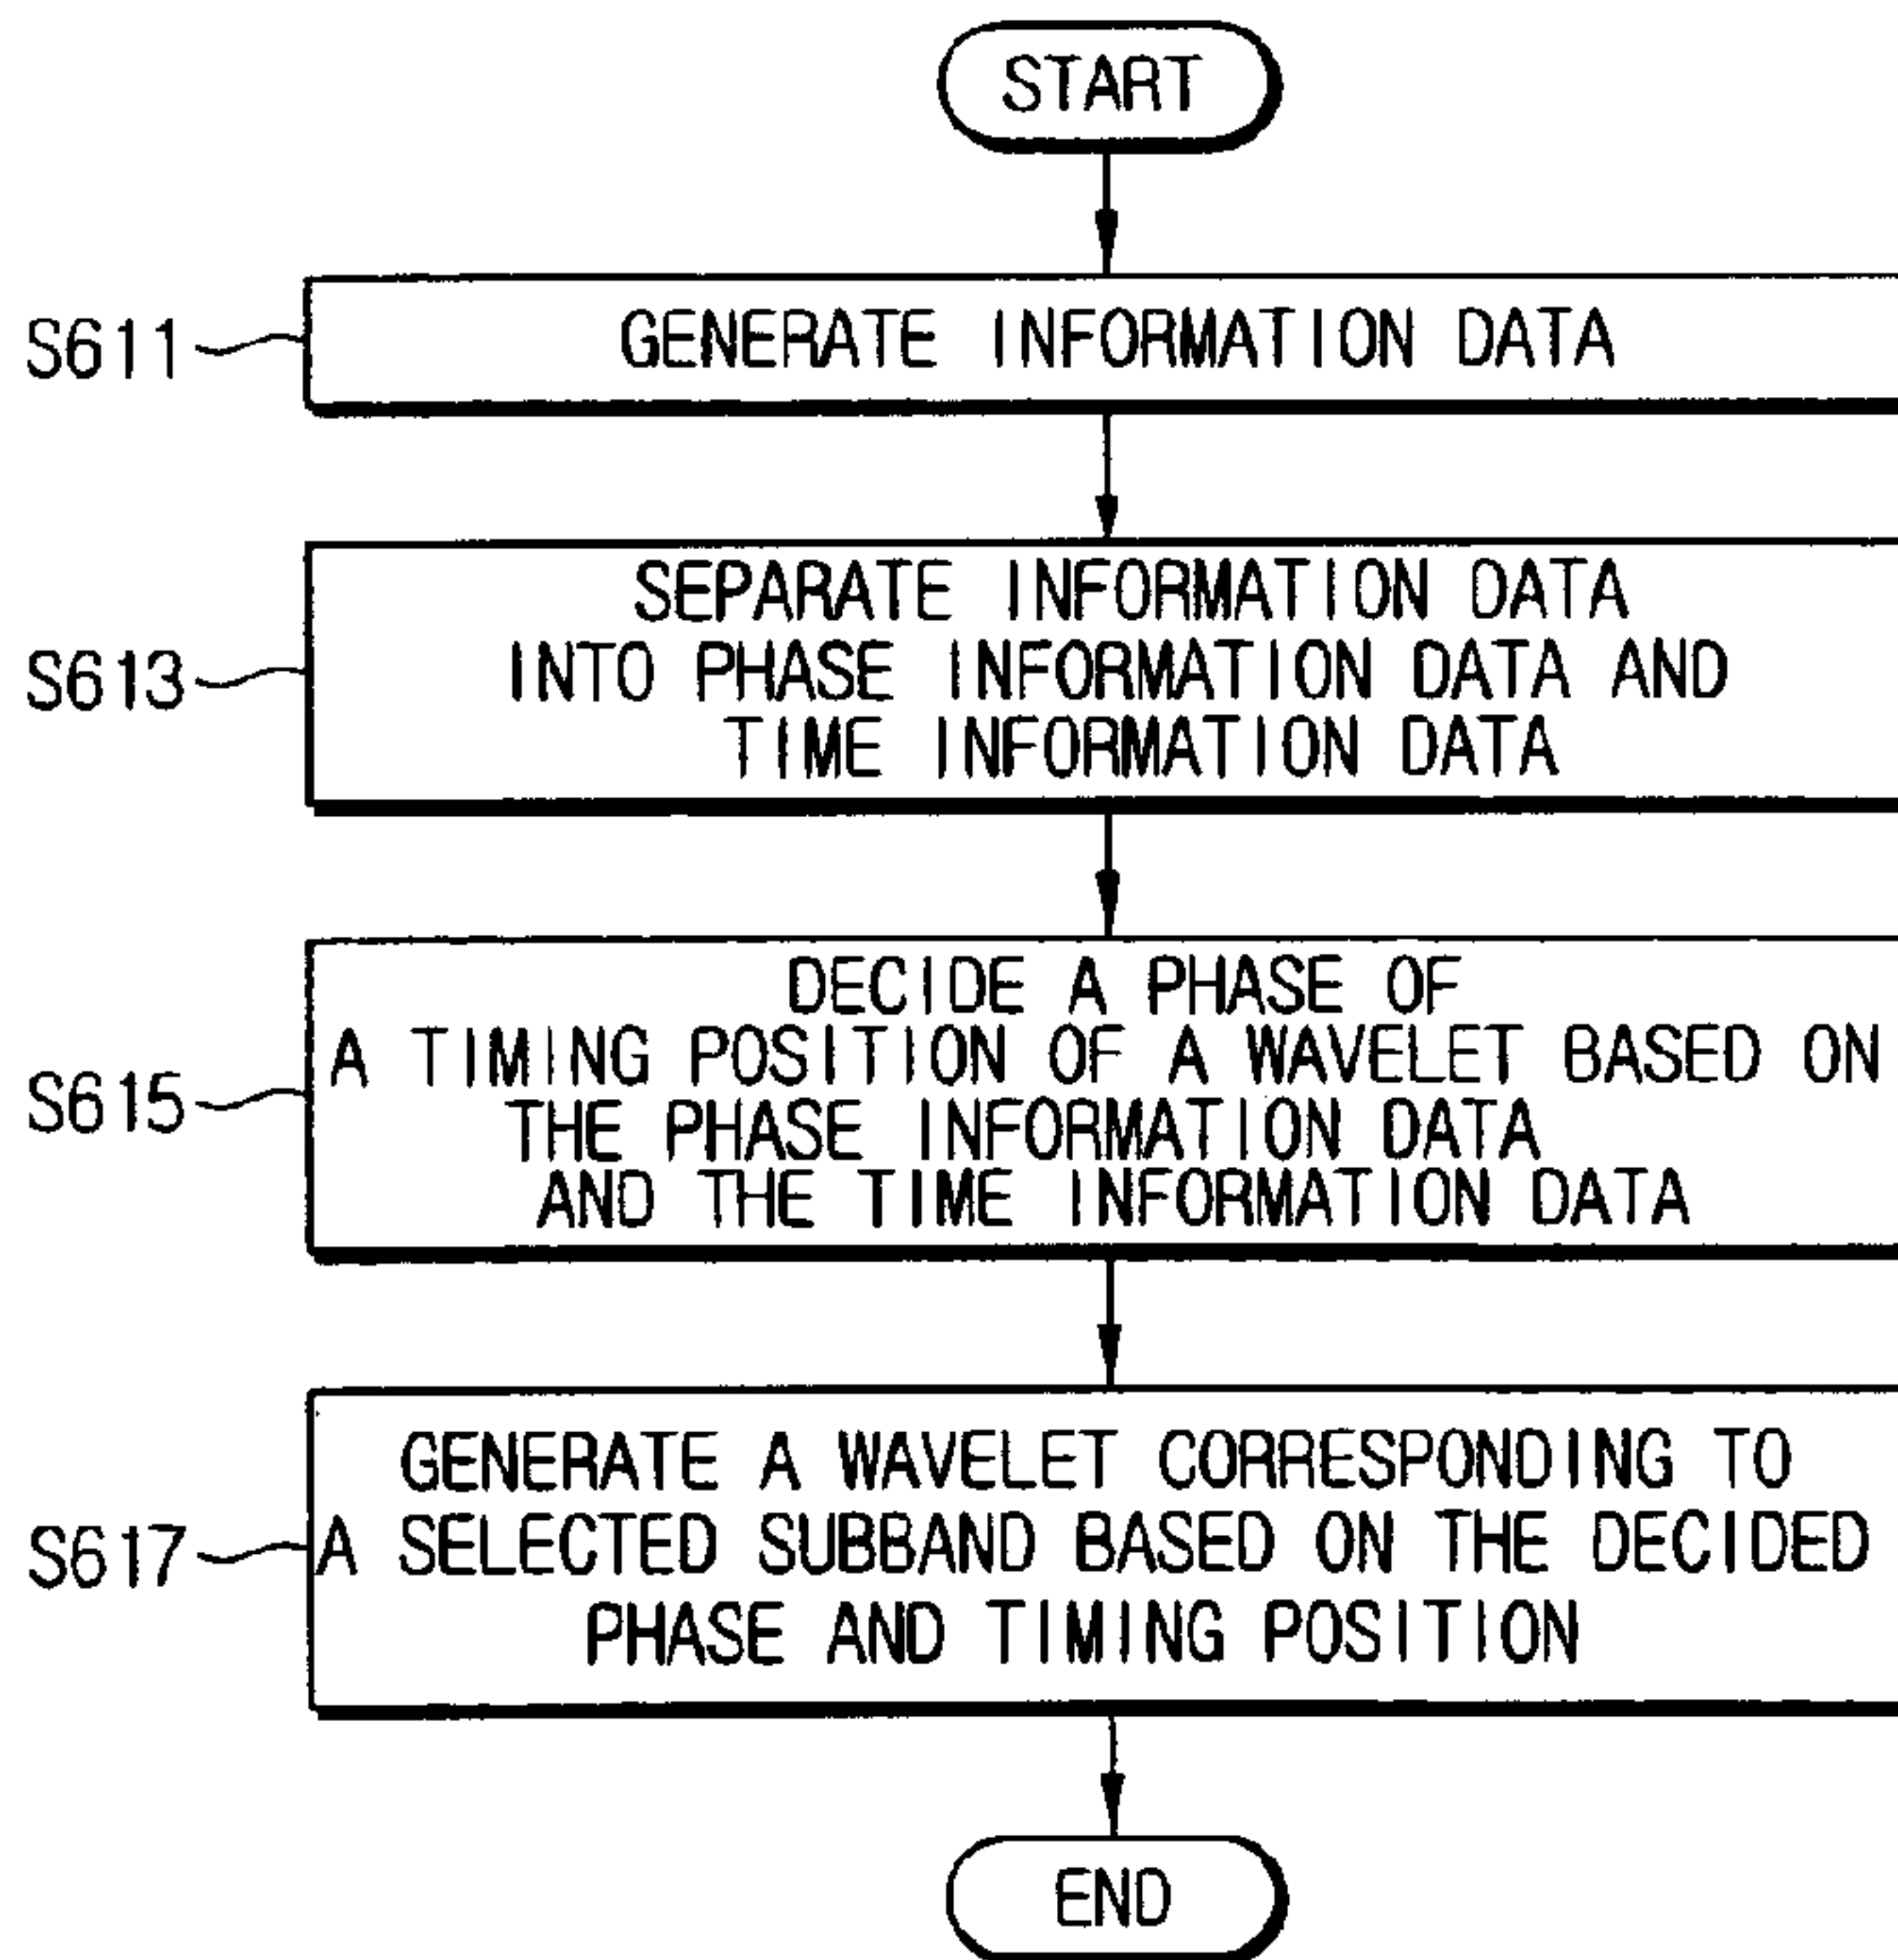 START
S611
GENERATE INFORMATION DATA
S613
SEPARATE INFORMATION DATA
INTO PHASE INFORMATION DATA AND
TIME INFORMATION DATA
S615
DECIDE A PHASE OF
A TIMING POSITION OF A WAVELET BASED ON
THE PHASE INFORMATION DATA
AND THE TIME INFORMATION DATA
S617
GENERATE A WAVELET CORRESPONDING TO
A SELECTED SUBBAND BASED ON THE DECIDED
PHASE AND TIMING POSITION
END